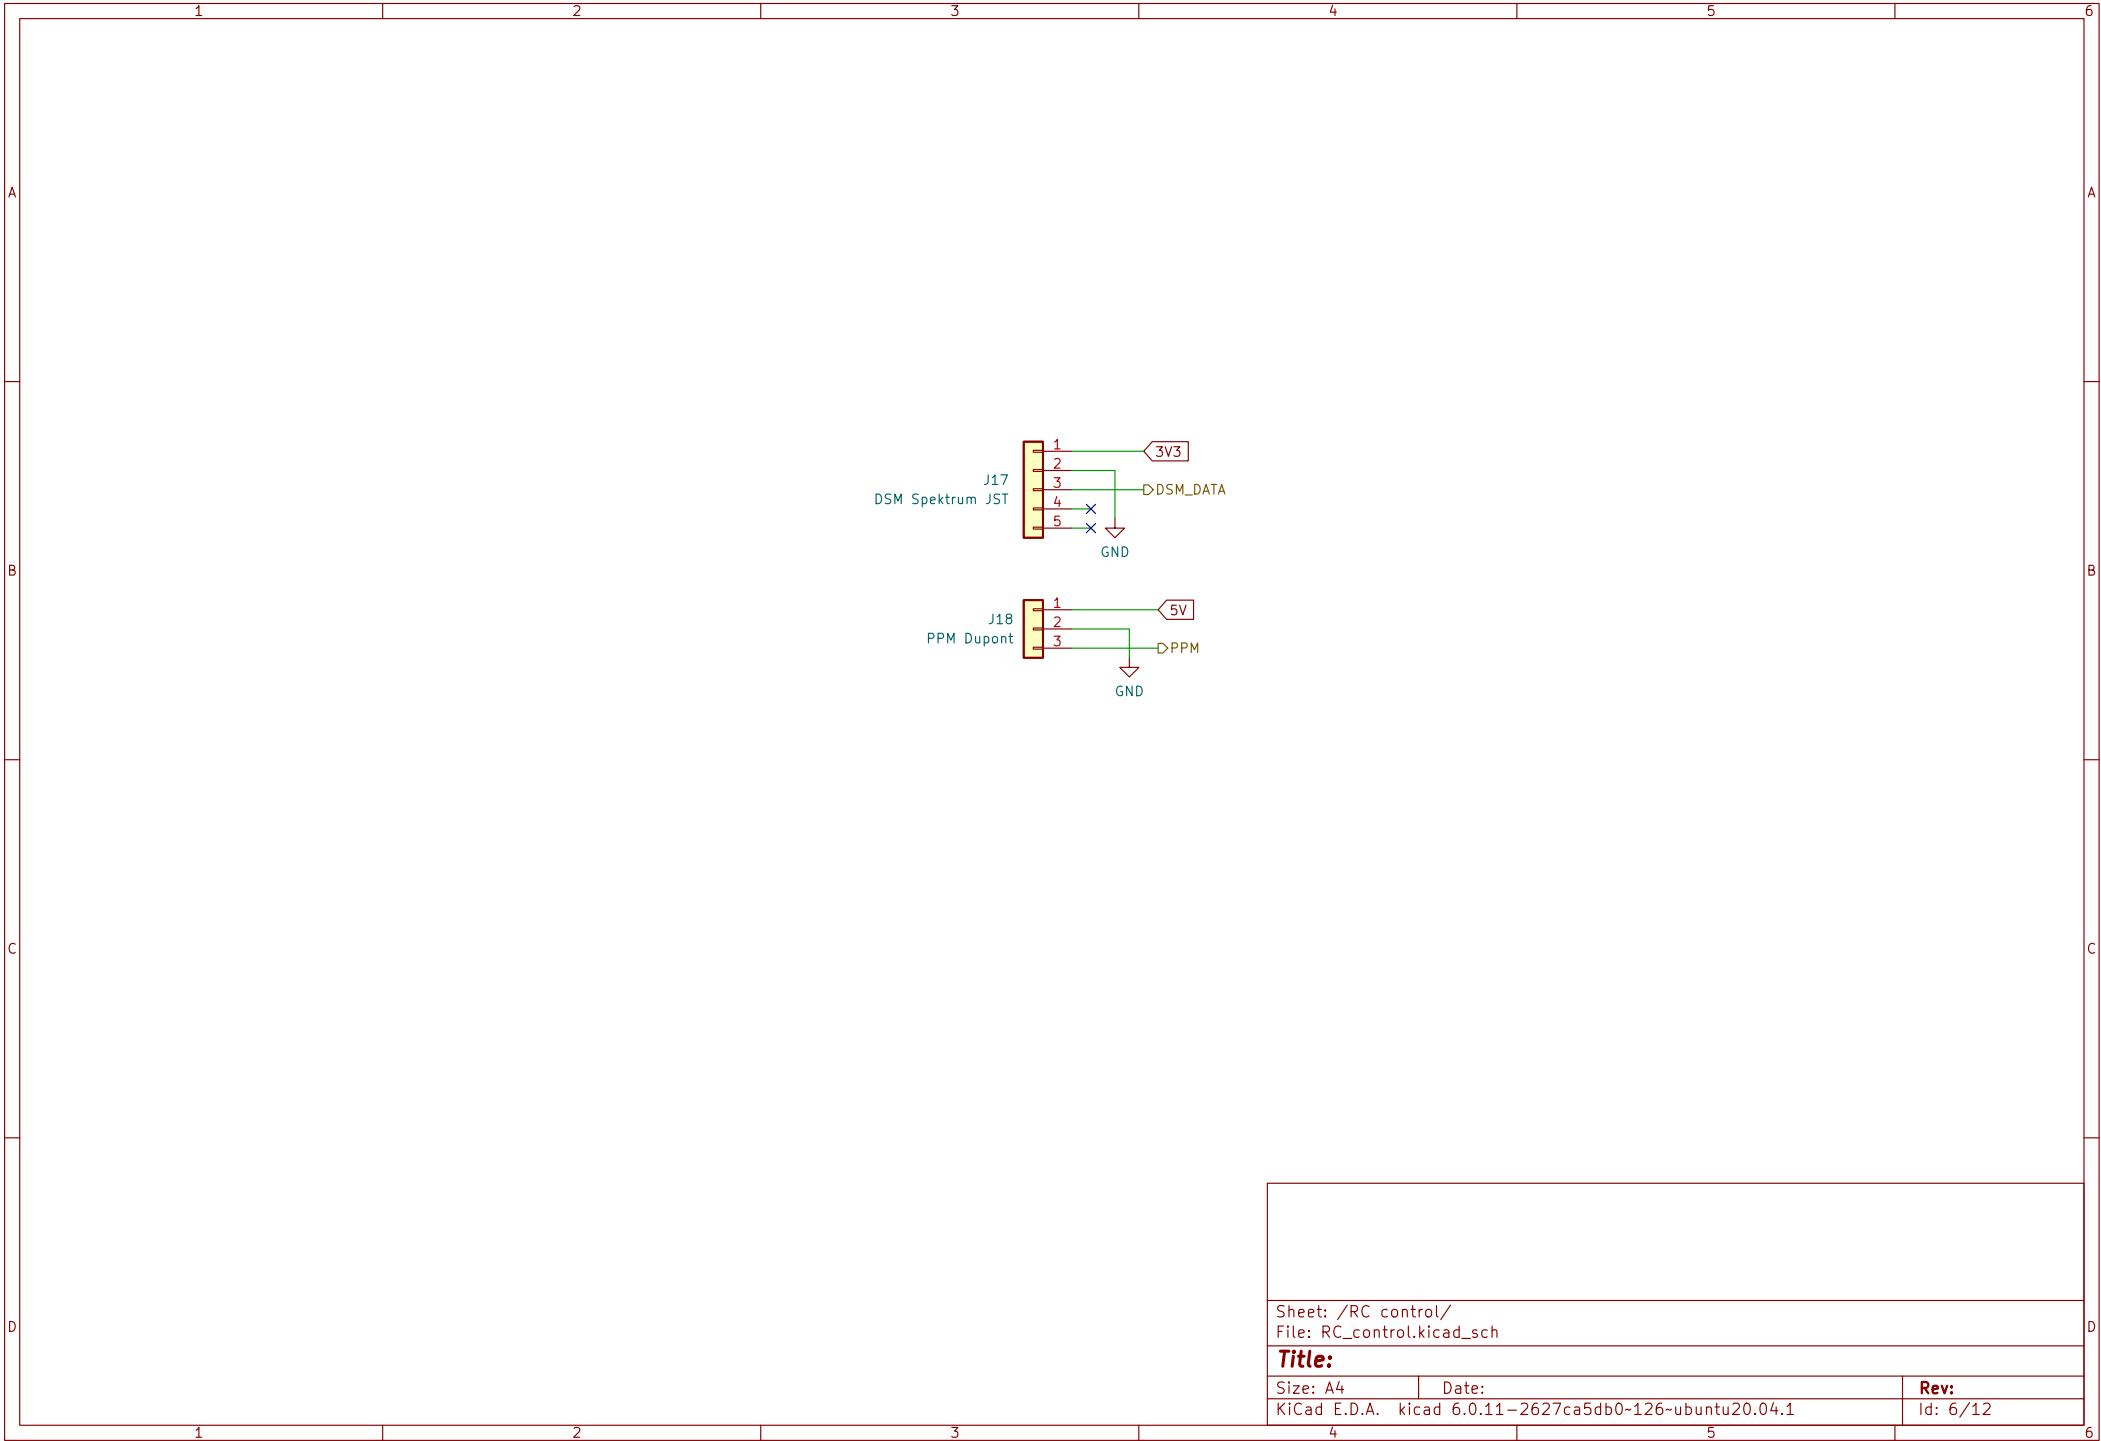 1 2 3 4 5 6
A A
1
3V3
2
J17
3
DSM_DATA
DSM Spektrum JST
4
5
GND
B B
1
5V
J18
2
PPM Dupont
3
PPM
GND
C C
Sheet: /RC control/
File: RC_control.kicad_sch
D D
Title:
Size: A4 Date: Rev:
KiCad E.D.A. kicad 6.0.11-2627ca5db0~126~ubuntu20.04.1 Id: 6/12
1 2 3 4 5 6